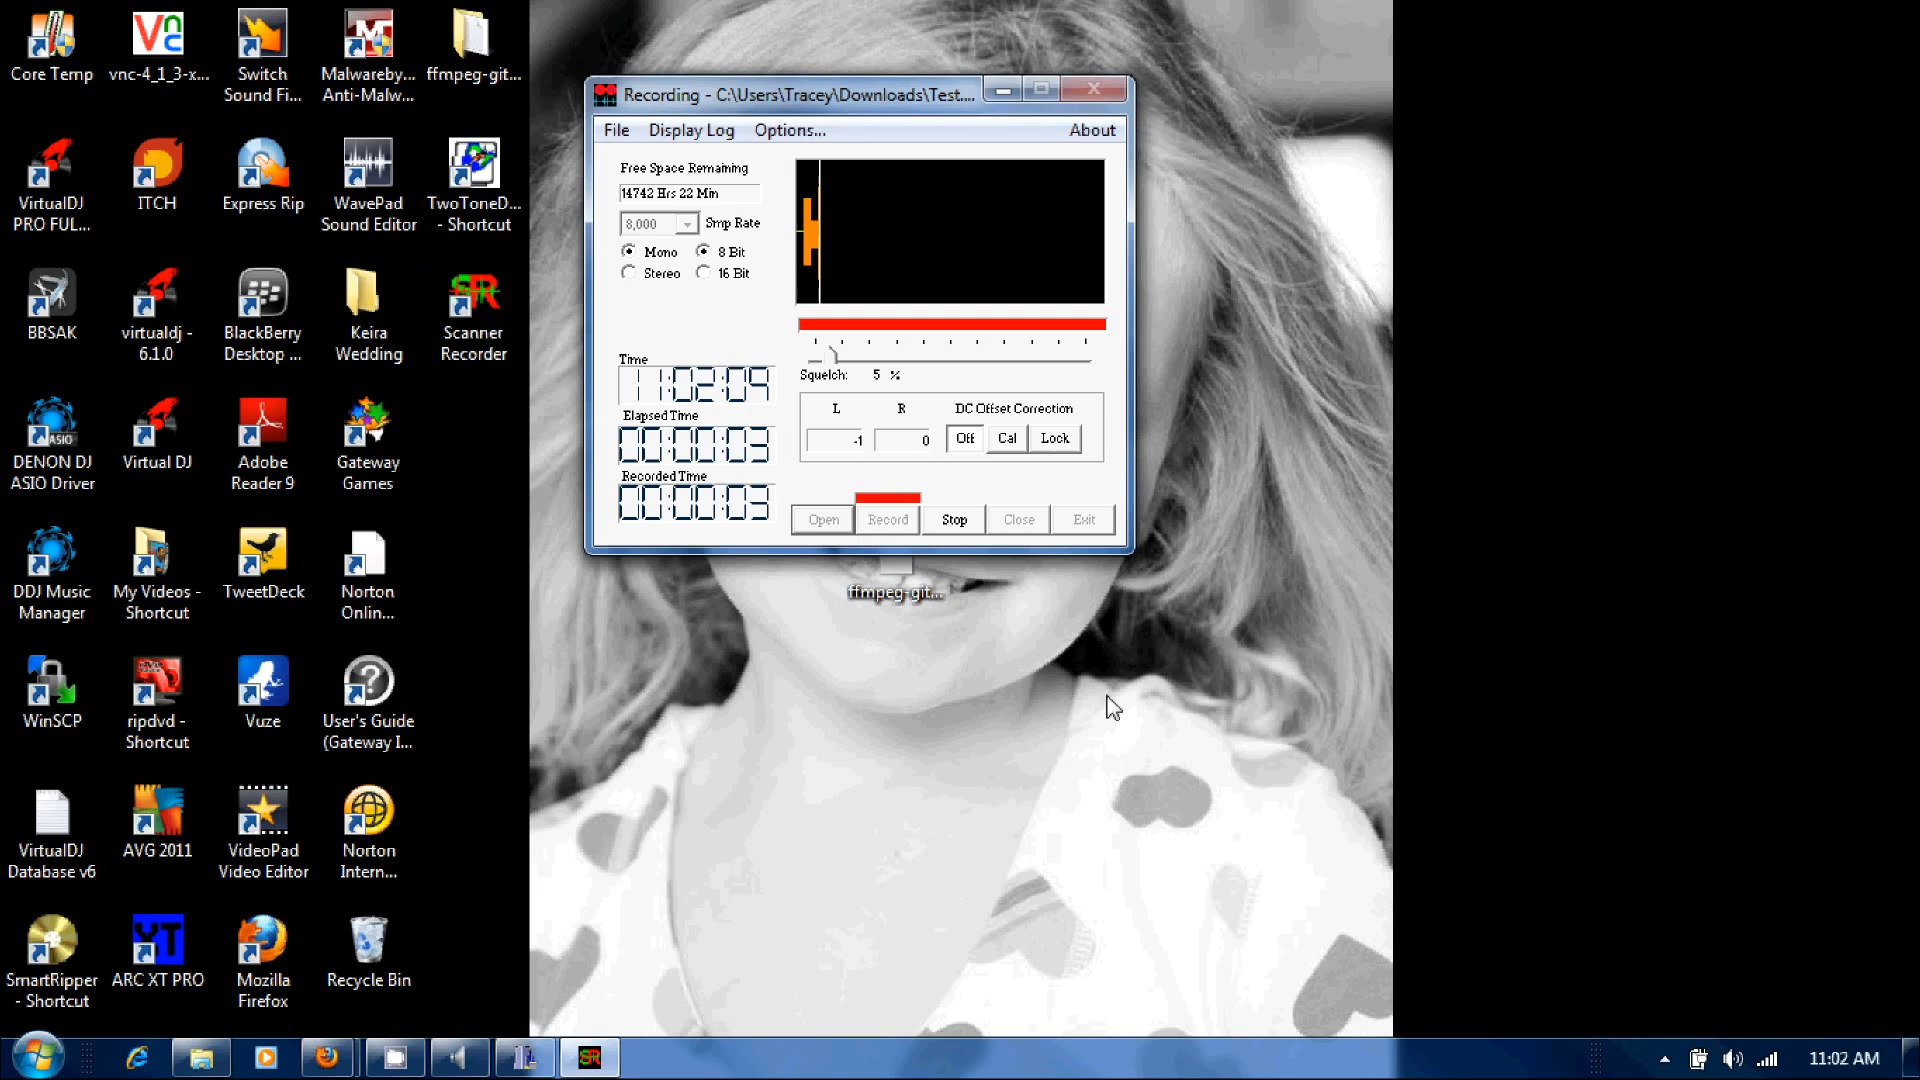 Core Temp
vnc-4_1_3-x...
Switch
Sound Fi...
Malwareby...
Anti-Malw...
ffmpeg-git...
VirtualDJ
PRO FUL...
ITCH
Express Rip
WavePad
Sound Editor
TwoToneD...
- Shortcut
BBSAK
virtualdj -
6.1.0
BlackBerry
Desktop ...
Keira
Wedding
Scanner
Recorder
DENON DJ
ASIO Driver
Virtual DJ
Adobe
Reader 9
Gateway
Games
DDJ Music
Manager
My Videos -
Shortcut
TweetDeck
Norton
Onlin...
WinSCP
ripdvd -
Shortcut
Vuze
User's Guide
(Gateway I...
VirtualDJ
Database v6
AVG 2011
VideoPad
Video Editor
Norton
Intern...
SmartRipper
- Shortcut
ARC XT PRO
Mozilla
Firefox
Recycle Bin
Recording - C:\Users\Tracey\Downloads\Test....
File Display Log Options... About
Free Space Remaining
14742 Hrs 22 Min
8,000 Smp Rate
Mono 8 Bit
Stereo 16 Bit
Time
11:02:09
Elapsed Time
00:00:03
Recorded Time
00:00:03
Squelch: 5 %
L R DC Offset Correction
-1 0 Off Cal Lock
Open Record Stop Close Exit
ffmpeg-git...
11:02 AM